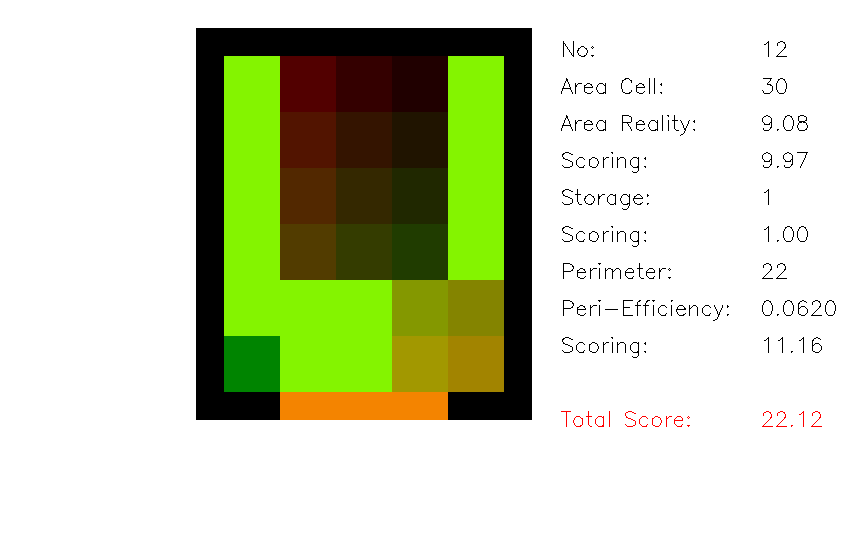 No: 12
Area Cell: 30
Area Reality: 9.08
Scoring: 9.97
Storage: 1
Scoring: 1.00
Perimeter: 22
Peri-Efficiency: 0.0620
Scoring: 11.16
Total Score: 22.12